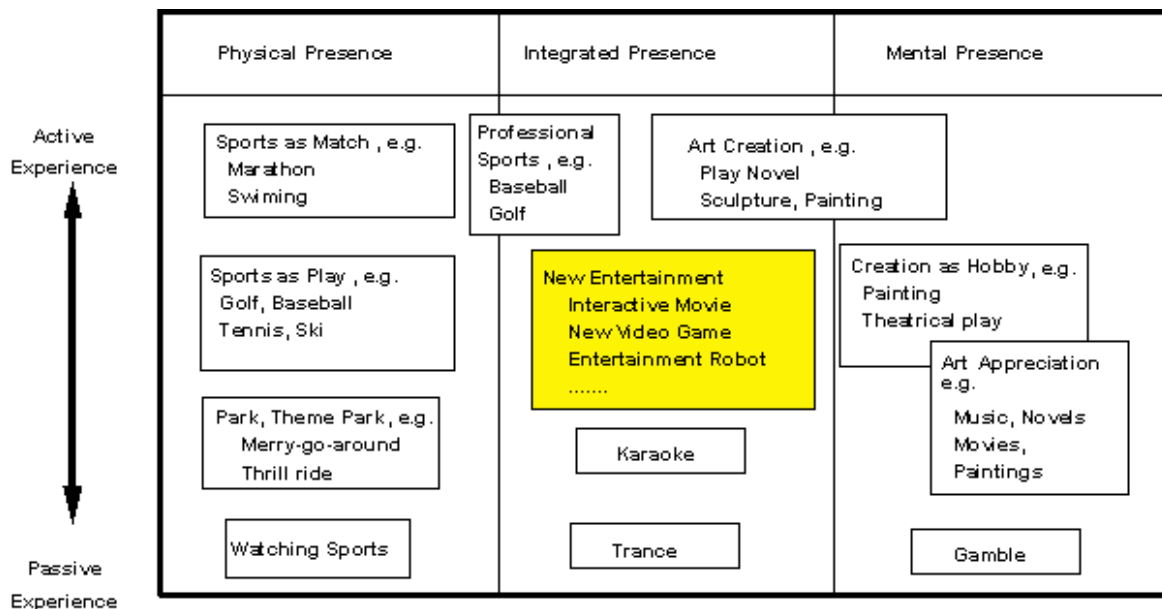 Physical Presence
Integrated Presence
Mental Presence
Active
Experience
Sports as Match , e.g.
Marathon
Swiming
Professional
Sports , e.g.
Baseball
Golf
Art Creation , e.g.
Play Novel
Sculpture, Painting
Sports as Play , e.g.
Golf, Baseball
Tennis, Ski
New Entertainment
Interactive Movie
New Video Game
Entertainment Robot
.......
Creation as Hobby, e.g.
Painting
Theatrical play
Art Appreciation
e.g.
Music, Novels
Movies,
Paintings
Park, Theme Park, e.g.
Merry-go-around
Thrill ride
Karaoke
Watching Sports
Trance
Gamble
Passive
Experience